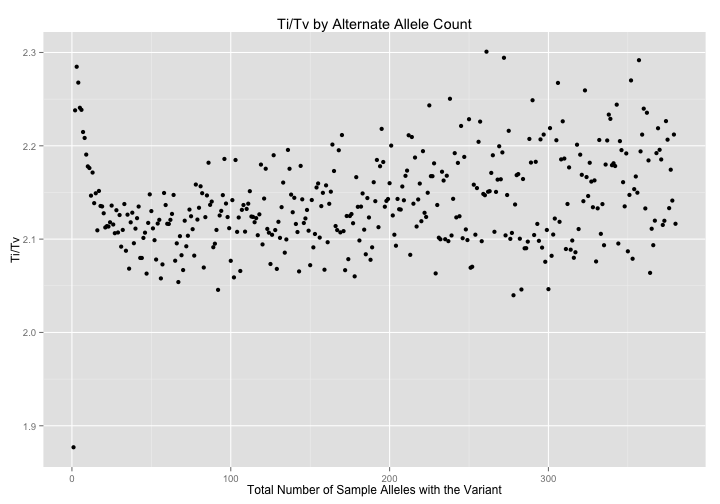 Ti/Tv by Alternate Allele Count
2.3
2.2
2.1
2.0
1.9
Ti/Tv
0 100 200 300
Total Number of Sample Alleles with the Variant